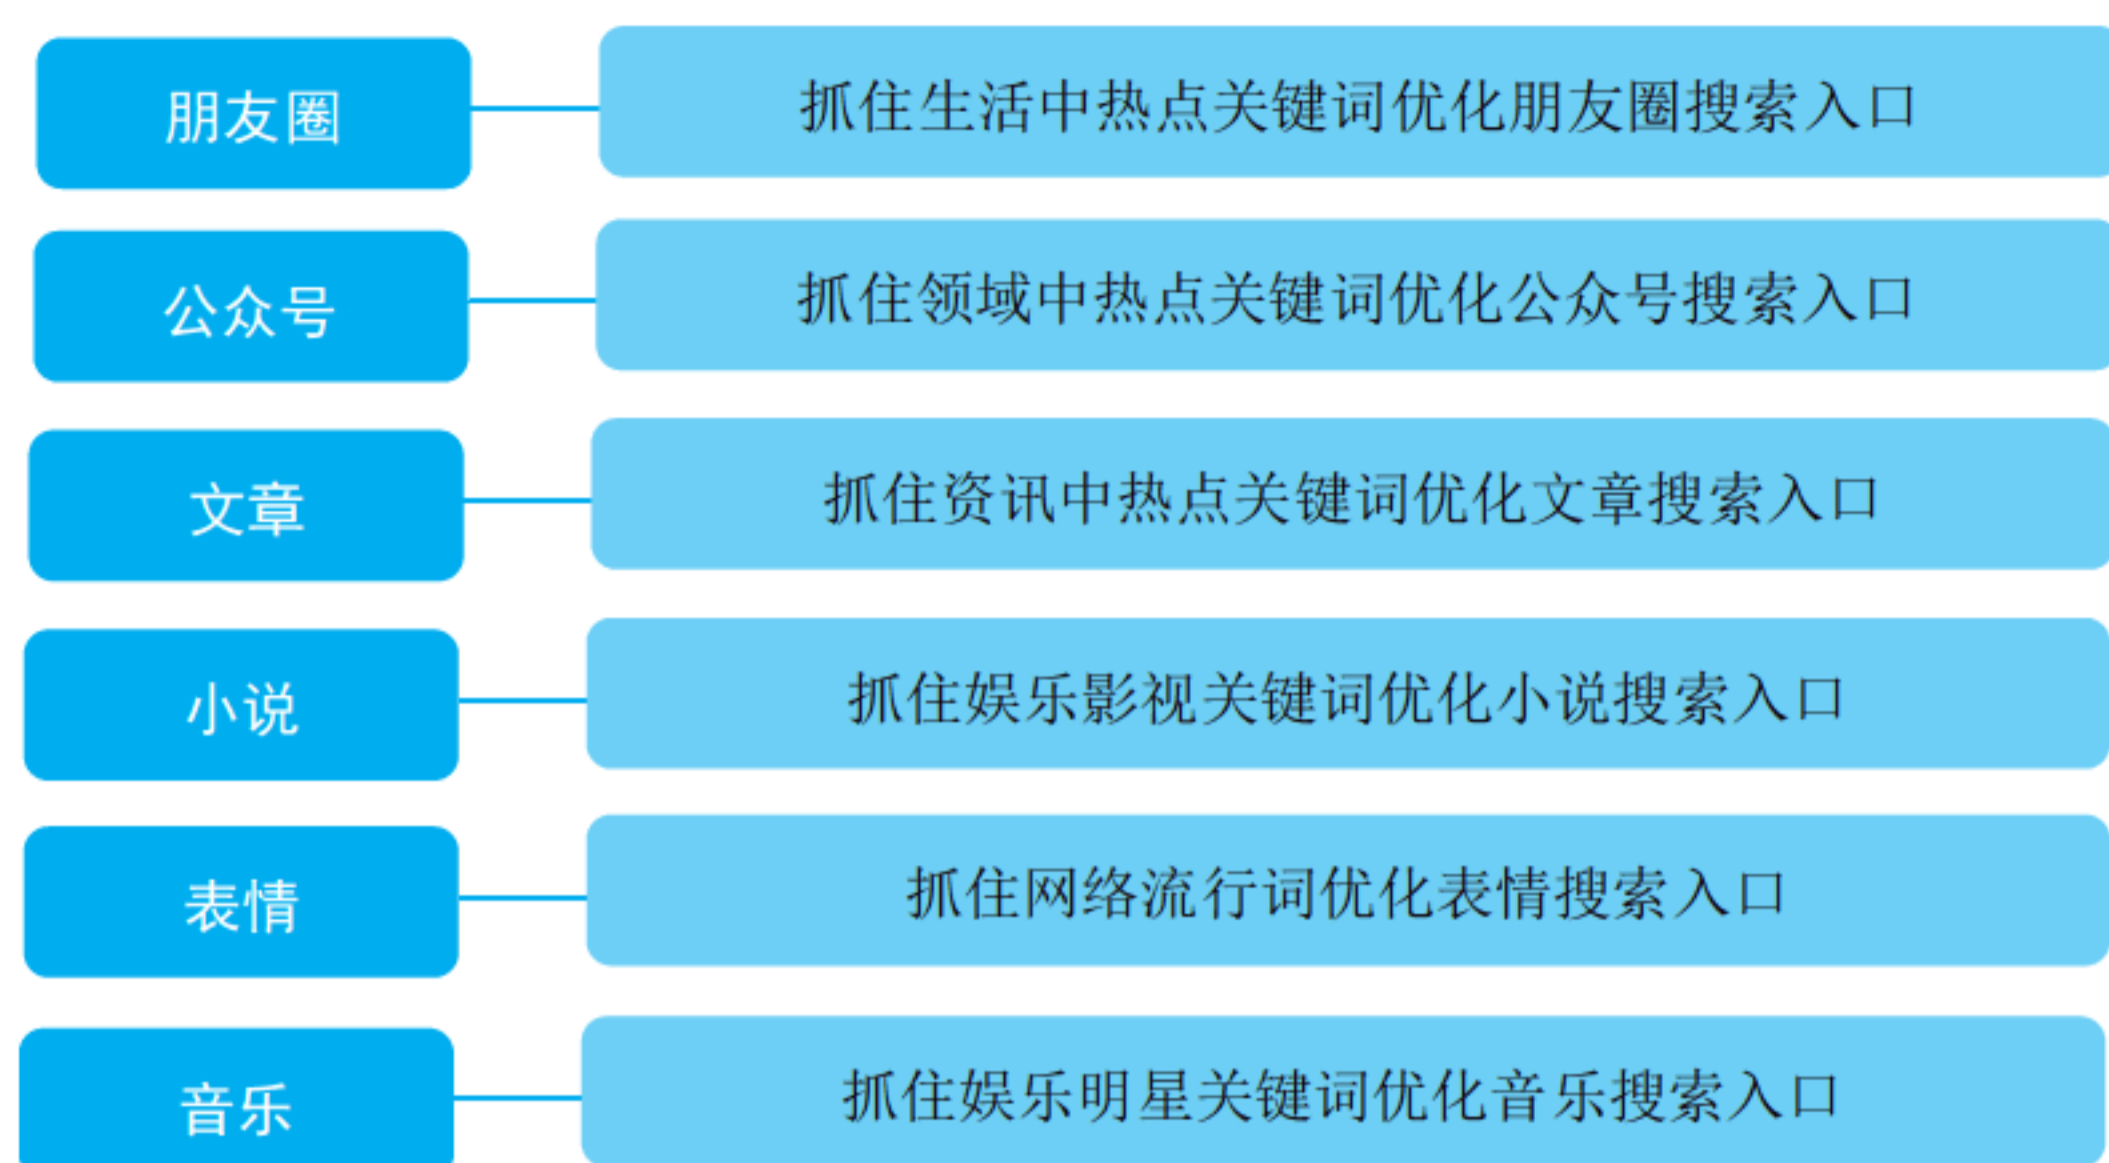 朋友圈
抓住生活中热点关键词优化朋友圈搜索入口
公众号
抓住领域中热点关键词优化公众号搜索入口
文章
抓住资讯中热点关键词优化文章搜索入口
小说
抓住娱乐影视关键词优化小说搜索入口
表情
抓住网络流行词优化表情搜索入口
音乐
抓住娱乐明星关键词优化音乐搜索入口